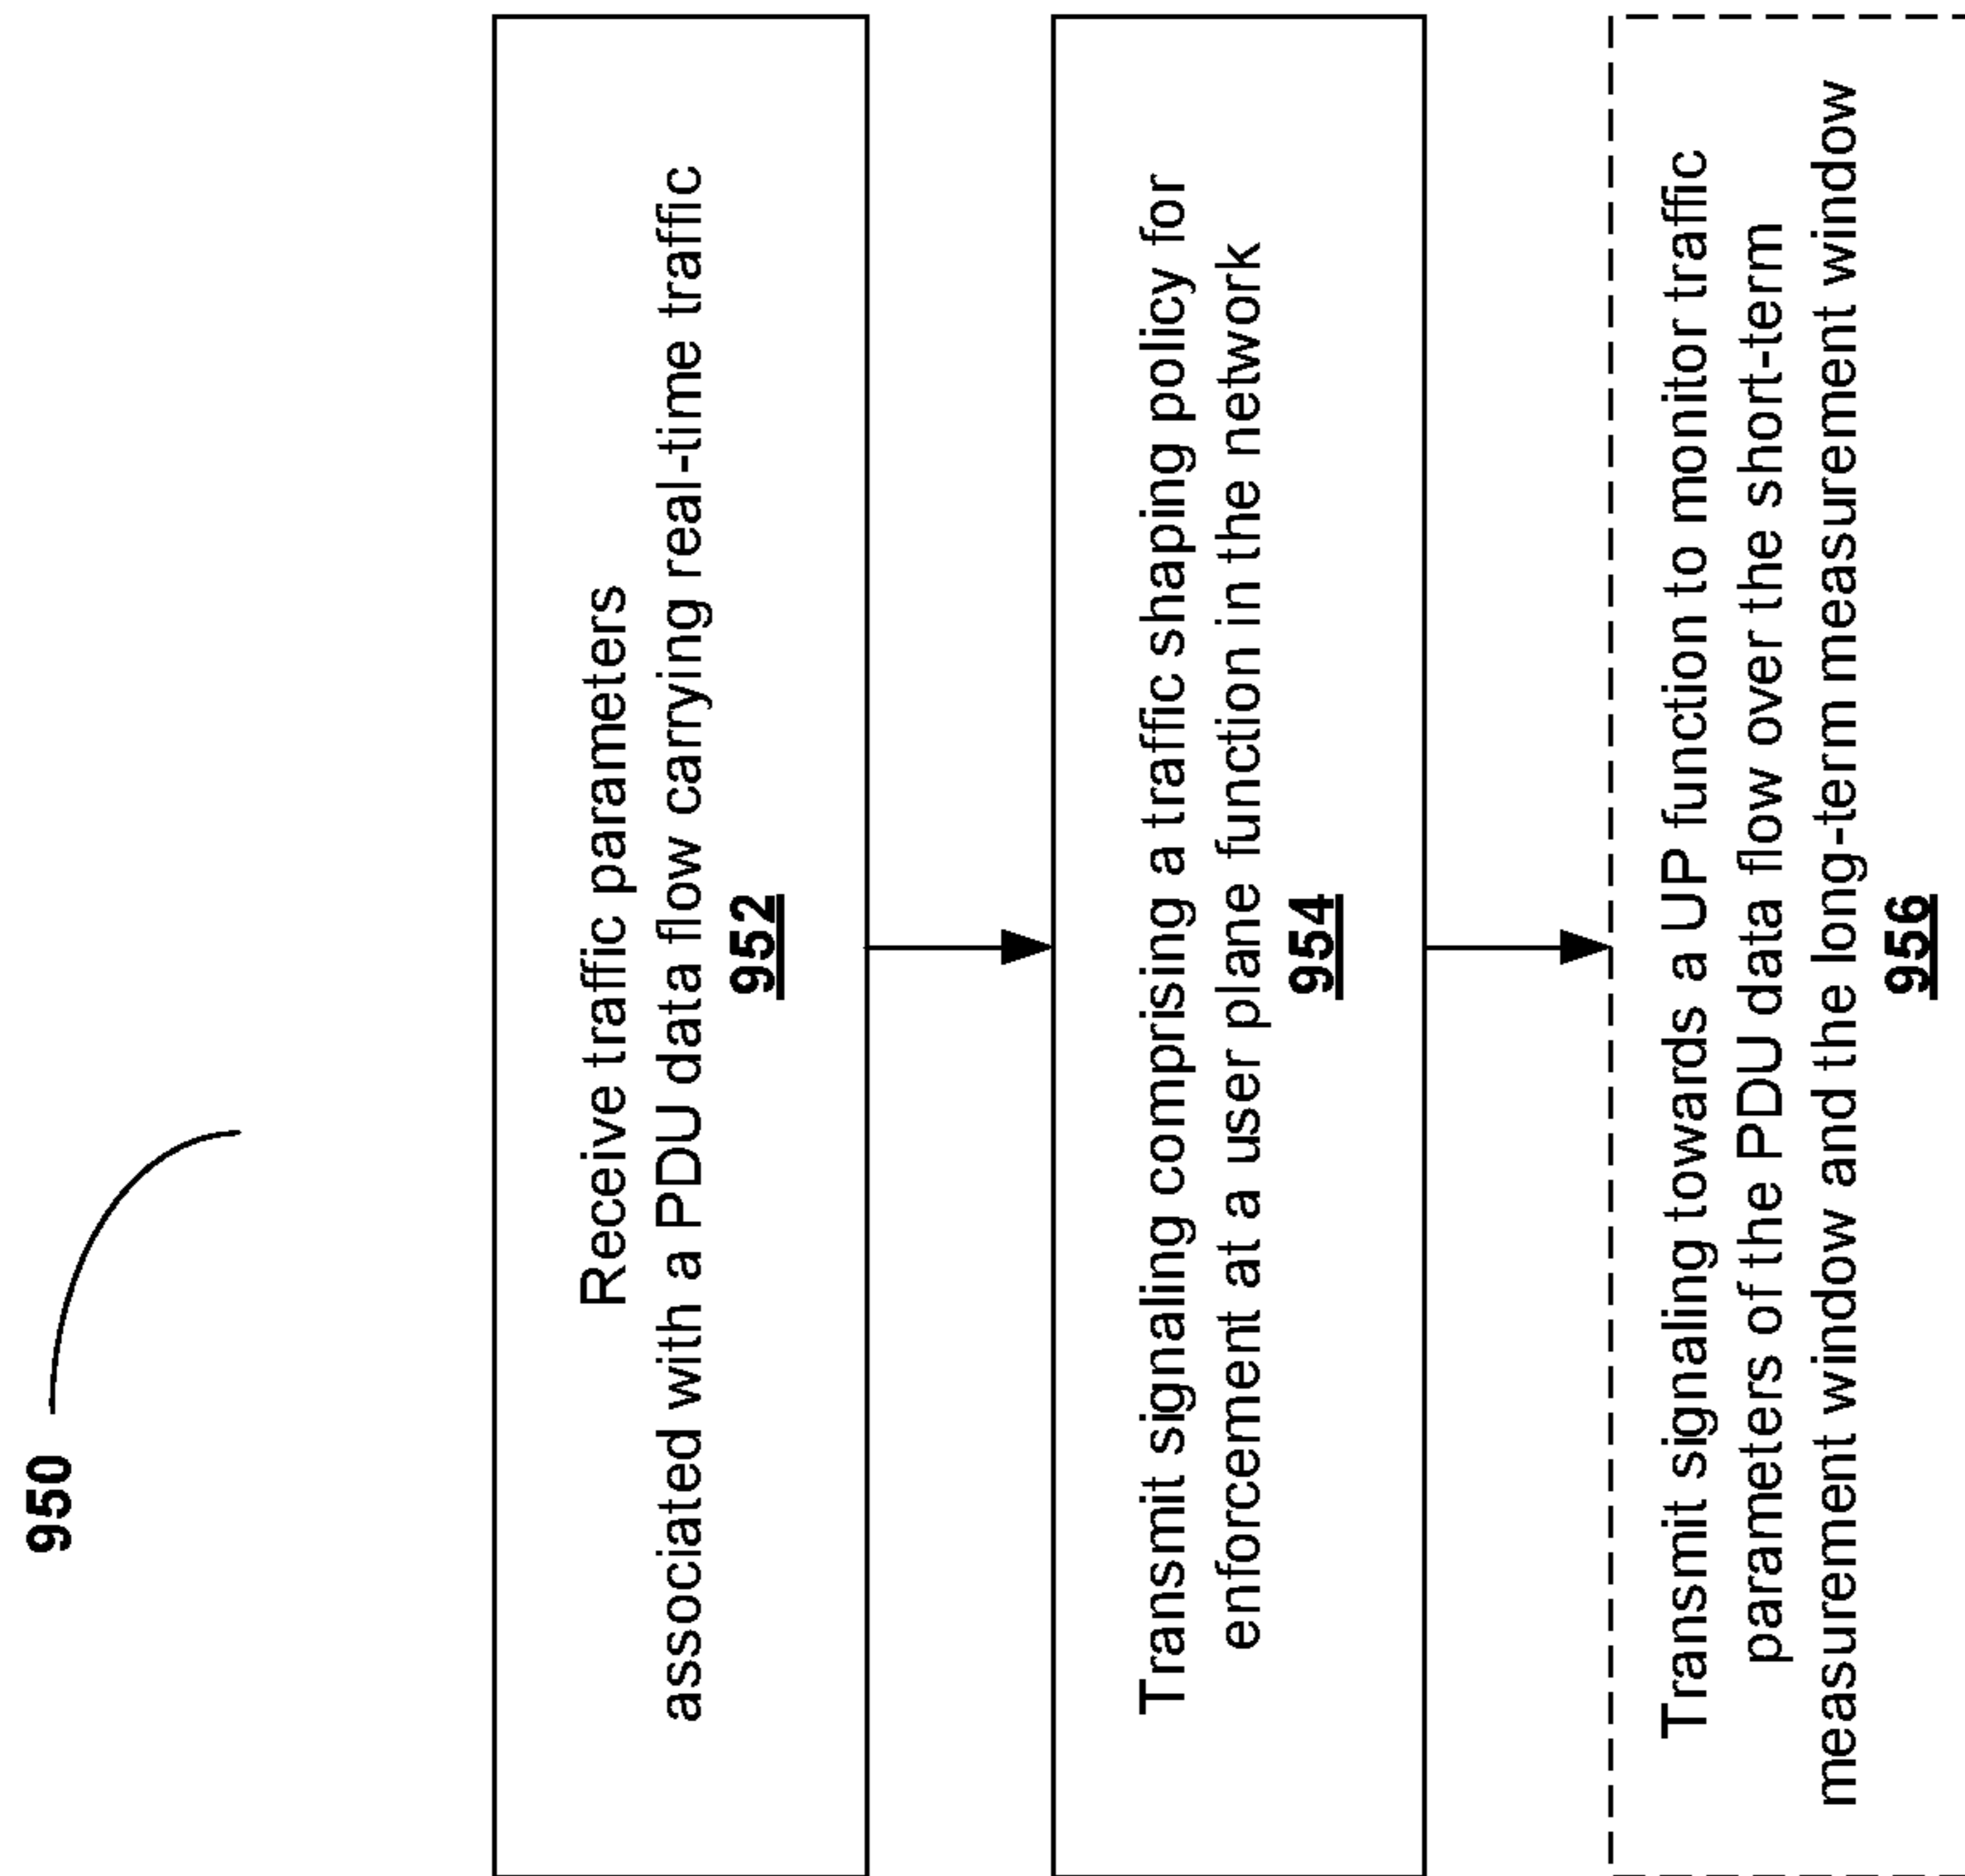 950
Receive traffic parameters
associated with a PDU data flow carrying real-time traffic
952
Transmit signaling comprising a traffic shaping policy for
enforcement at a user plane function in the network
954
Transmit signaling towards a UP function to monitor traffic
parameters of the PDU data flow over the short-term
measurement window and the long-term measurement window
956